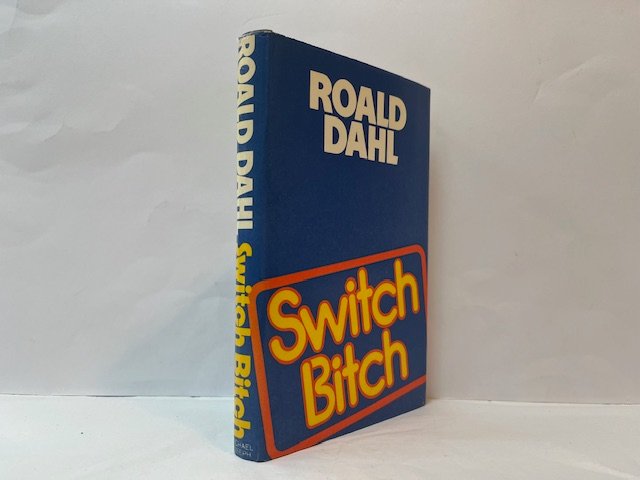 ROALD DAHL Switch Bitch
ROALD
DAHL
Switch
Bitch